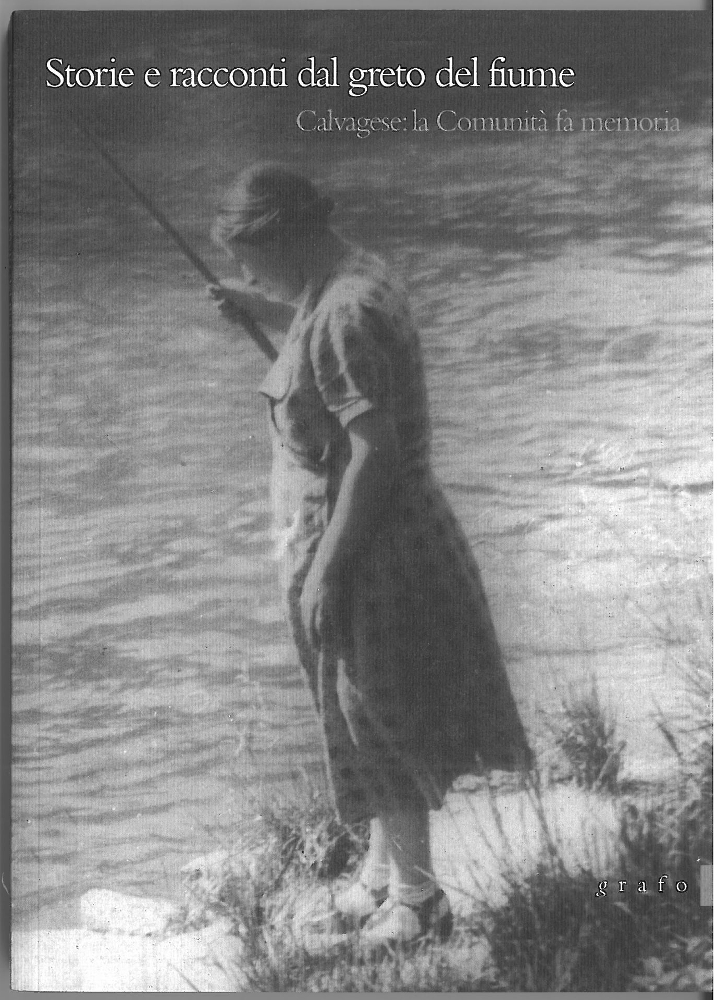 Storie e racconti dal greto del fiume
Calvagese: la Comunità fa memoria
grafo